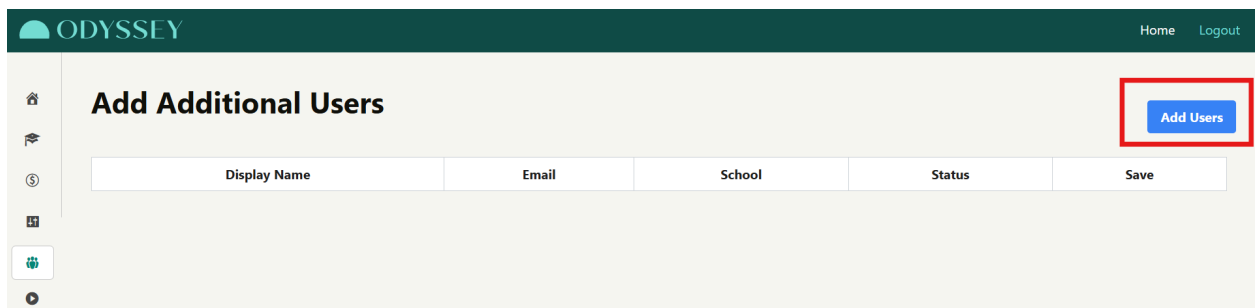 ODYSSEY
Home Logout
Add Additional Users
Add Users
Display Name Email School Status Save